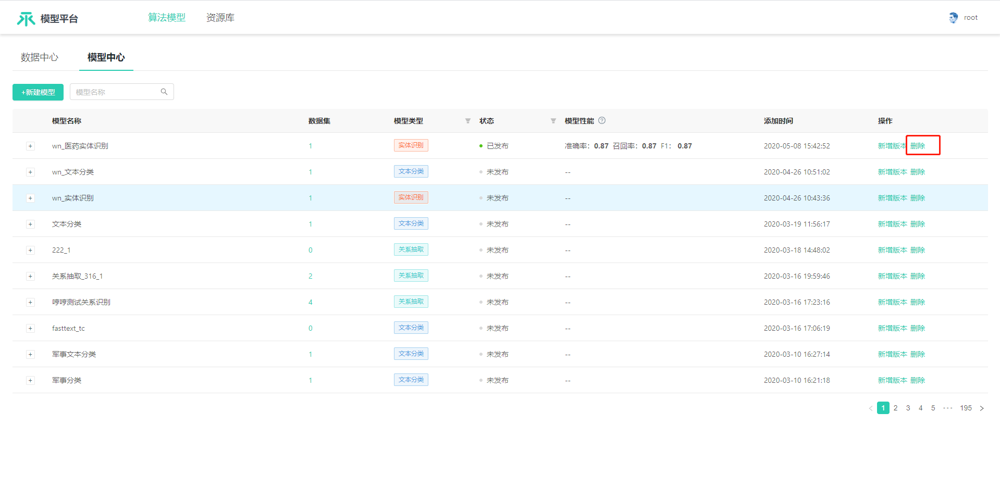 模型平台 算法模型 资源库 root
数据中心 模型中心
+新建模型 模型名称
模型名称 数据集 模型类型 状态 模型性能 添加时间 操作
wn_医药实体识别 1 实体识别 已发布 准确率：0.87 召回率：0.87 F1：0.87 2020-05-08 15:42:52 新增版本 删除
wn_文本分类 1 文本分类 未发布 -- 2020-04-26 10:51:02 新增版本 删除
wn_实体识别 1 实体识别 未发布 -- 2020-04-26 10:43:36 新增版本 删除
文本分类 1 文本分类 未发布 -- 2020-03-19 11:56:17 新增版本 删除
222_1 0 关系抽取 未发布 -- 2020-03-18 14:48:02 新增版本 删除
关系抽取_316_1 2 关系抽取 未发布 -- 2020-03-16 19:59:46 新增版本 删除
哼哼测试关系识别 4 关系抽取 未发布 -- 2020-03-16 17:23:16 新增版本 删除
fasttext_tc 0 文本分类 未发布 -- 2020-03-16 17:06:19 新增版本 删除
军事文本分类 1 文本分类 未发布 -- 2020-03-10 16:27:14 新增版本 删除
军事分类 1 文本分类 未发布 -- 2020-03-10 16:21:18 新增版本 删除
< 1 2 3 4 5 ••• 195 >